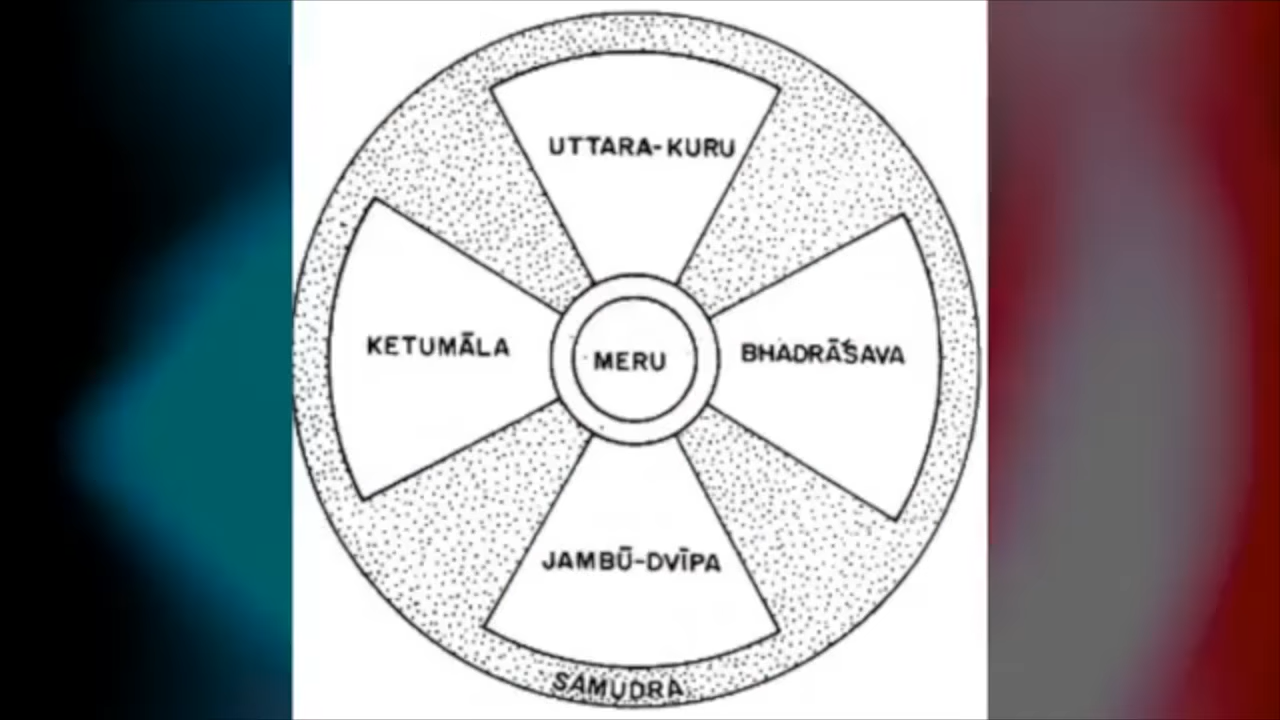 UTTARA-KURU
KETUMĀLA
MERU
BHADRĀŚAVA
JAMBŪ-DVĪPA
SAMUDRA